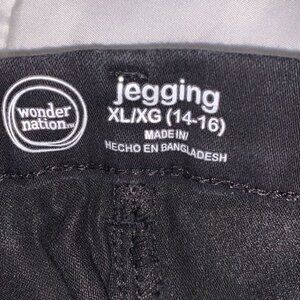 wonder
nation
jegging
XL/XG (14-16)
MADE IN/
HECHO EN BANGLADESH